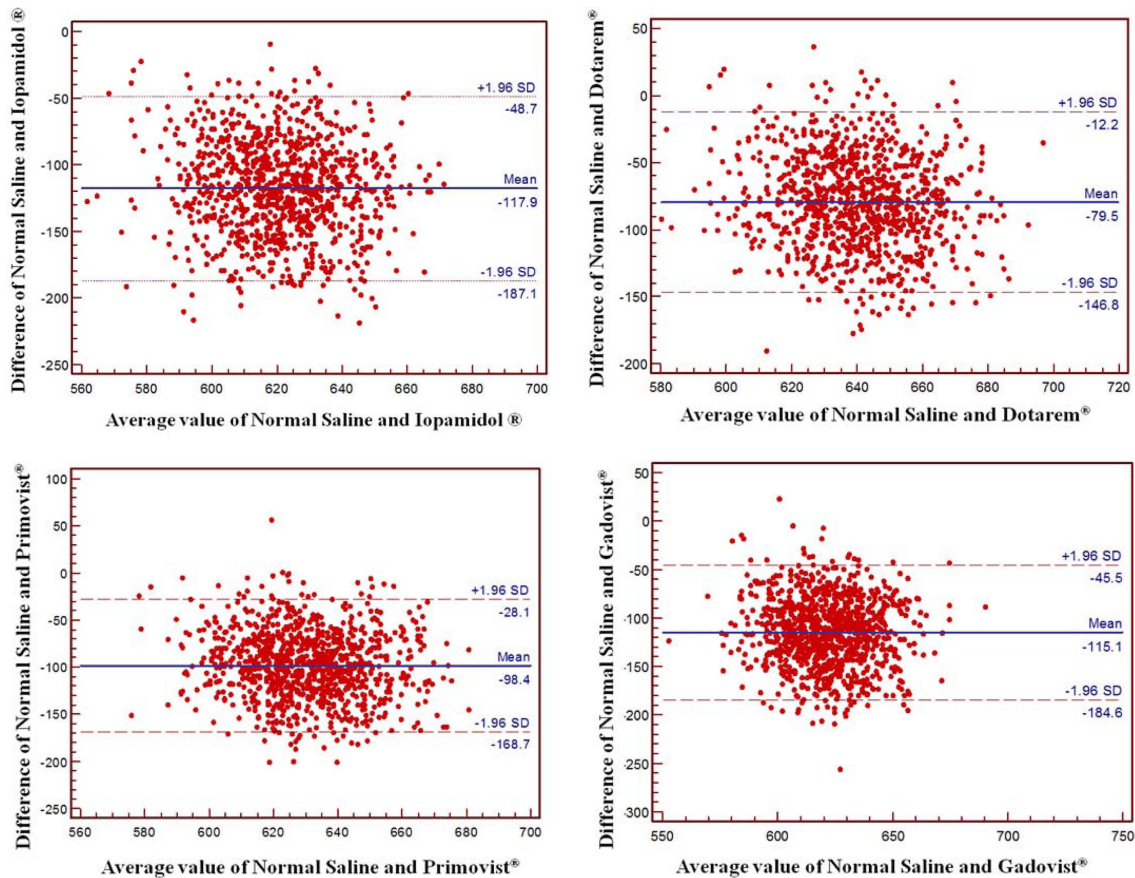 Difference of Normal Saline and Iopamidol ®
0
-50
-100
-150
-200
-250
+1.96 SD
-48.7
Mean
-117.9
-1.96 SD
-187.1
560 580 600 620 640 660 680 700
Average value of Normal Saline and Iopamidol ®
Difference of Normal Saline and Dotarem®
50
0
-50
-100
-150
-200
+1.96 SD
-12.2
Mean
-79.5
-1.96 SD
-146.8
580 600 620 640 660 680 700 720
Average value of Normal Saline and Dotarem®
Difference of Normal Saline and Primovist®
100
50
0
-50
-100
-150
-200
-250
+1.96 SD
-28.1
Mean
-98.4
-1.96 SD
-168.7
560 580 600 620 640 660 680 700
Average value of Normal Saline and Primovist®
Difference of Normal Saline and Gadovist®
50
0
-50
-100
-150
-200
-250
-300
+1.96 SD
-45.5
Mean
-115.1
-1.96 SD
-184.6
550 600 650 700 750
Average value of Normal Saline and Gadovist®